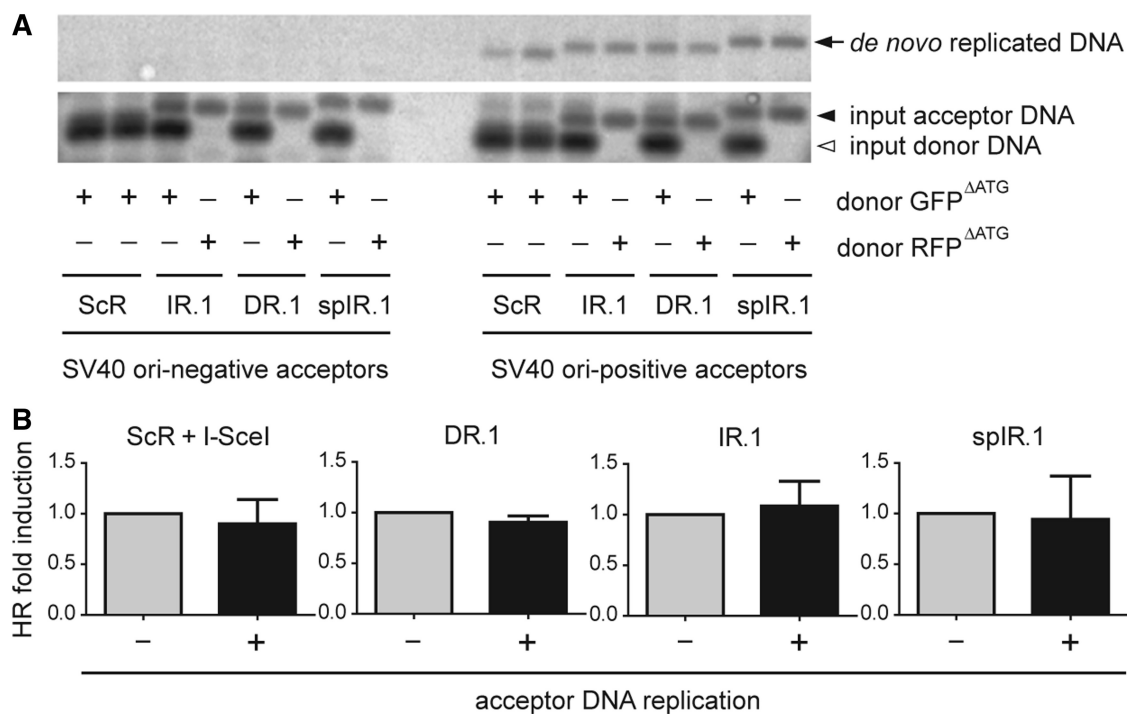 A
de novo replicated DNA
input acceptor DNA
input donor DNA
+ + + – + – + – + + + – + – + – donor GFP^ΔATG
– – – + – + – + – – – + – + – + donor RFP^ΔATG
ScR IR.1 DR.1 spIR.1 ScR IR.1 DR.1 spIR.1
SV40 ori-negative acceptors SV40 ori-positive acceptors
B
ScR + I-SceI DR.1 IR.1 spIR.1
HR fold induction
1.5 1.5 1.5 1.5
1.0 1.0 1.0 1.0
0.5 0.5 0.5 0.5
0.0 0.0 0.0 0.0
– + – + – + – +
acceptor DNA replication